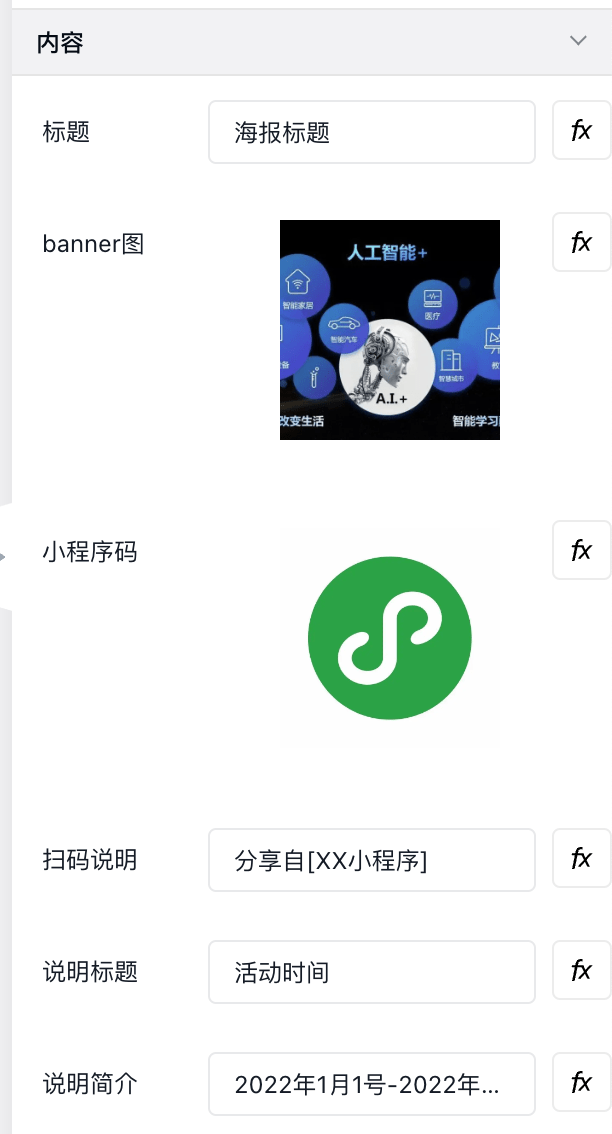 内容
标题
海报标题
fx
banner图
fx
人工智能+
智能家居
医疗
智能汽车
智慧城市
教
备
A.I.+
改变生活
智能学习
小程序码
fx
扫码说明
分享自[XX小程序]
fx
说明标题
活动时间
fx
说明简介
2022年1月1号-2022年...
fx